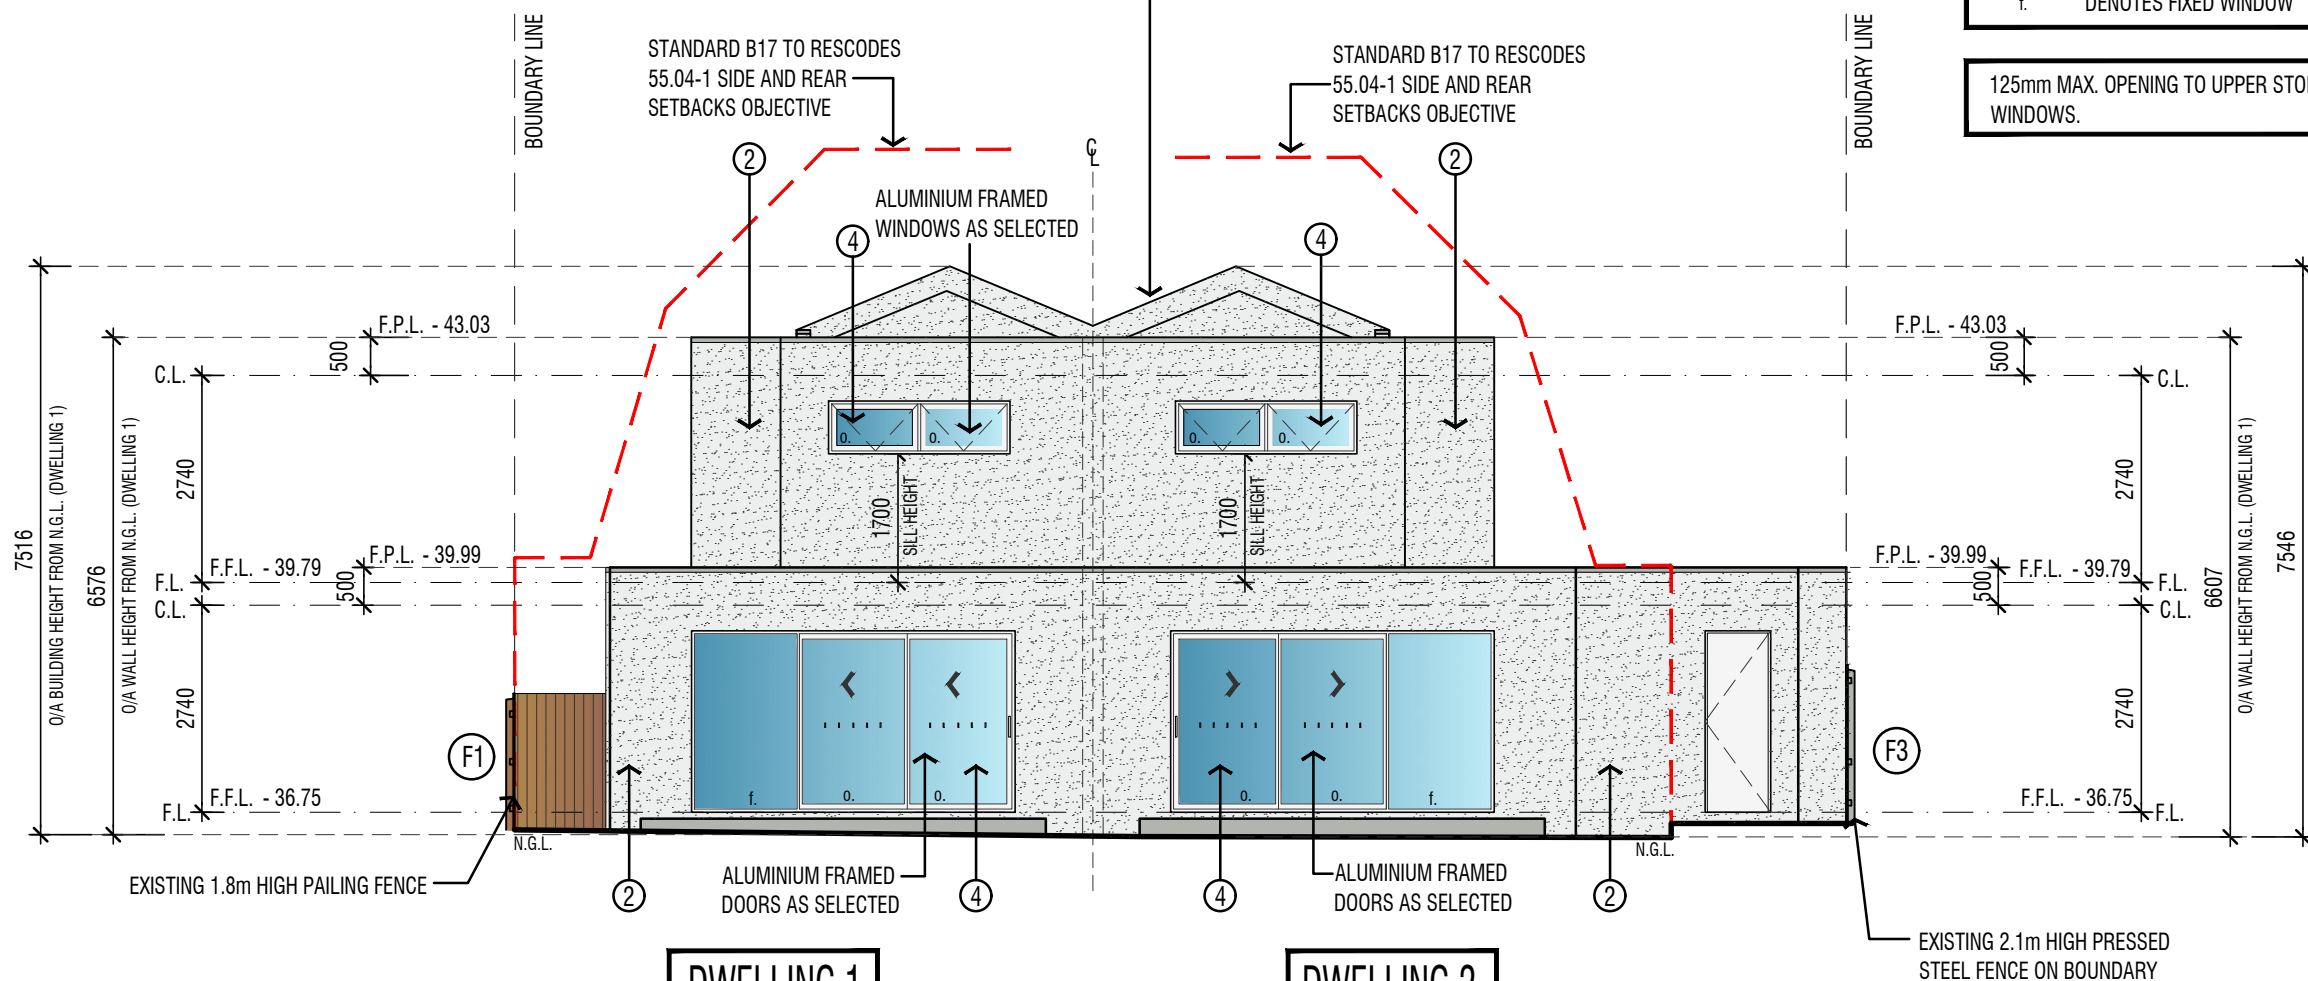 f. DENOTES FIXED WINDOW
125mm MAX. OPENING TO UPPER
WINDOWS.
BOUNDARY LINE
STANDARD B17 TO RESCODES
55.04-1 SIDE AND REAR
SETBACKS OBJECTIVE
STANDARD B17 TO RESCODES
55.04-1 SIDE AND REAR
SETBACKS OBJECTIVE
BOUNDARY LINE
2
CL
2
ALUMINIUM FRAMED
WINDOWS AS SELECTED
4
4
F.P.L. - 43.03
F.P.L. - 43.03
500
500
C.L.
C.L.
O/A BUILDING HEIGHT FROM N.G.L. (DWELLING 1)
O/A WALL HEIGHT FROM N.G.L. (DWELLING 1)
O/A WALL HEIGHT FROM N.G.L. (DWELLING 1)
o.
o.
o.
o.
2740
2740
1700
SILL HEIGHT
1700
SILL HEIGHT
7516
6576
6607
7546
F.P.L. - 39.99
F.P.L. - 39.99
F.F.L. - 39.79
F.F.L. - 39.79
F.L.
F.L.
500
500
C.L.
C.L.
2740
2740
F1
F3
f.
o.
o.
o.
o.
f.
F.F.L. - 36.75
F.F.L. - 36.75
F.L.
F.L.
N.G.L.
N.G.L.
EXISTING 1.8m HIGH PAILING FENCE
2
ALUMINIUM FRAMED
DOORS AS SELECTED
4
4
ALUMINIUM FRAMED
DOORS AS SELECTED
2
EXISTING 2.1m HIGH PRESSED
STEEL FENCE ON BOUNDARY
DWELLING 1
DWELLING 2